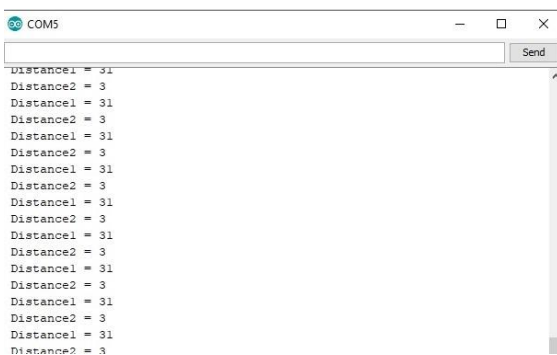 COM5
Send
Distance1 = 31
Distance2 = 3
Distance1 = 31
Distance2 = 3
Distance1 = 31
Distance2 = 3
Distance1 = 31
Distance2 = 3
Distance1 = 31
Distance2 = 3
Distance1 = 31
Distance2 = 3
Distance1 = 31
Distance2 = 3
Distance1 = 31
Distance2 = 3
Distance1 = 31
Distance2 = 3